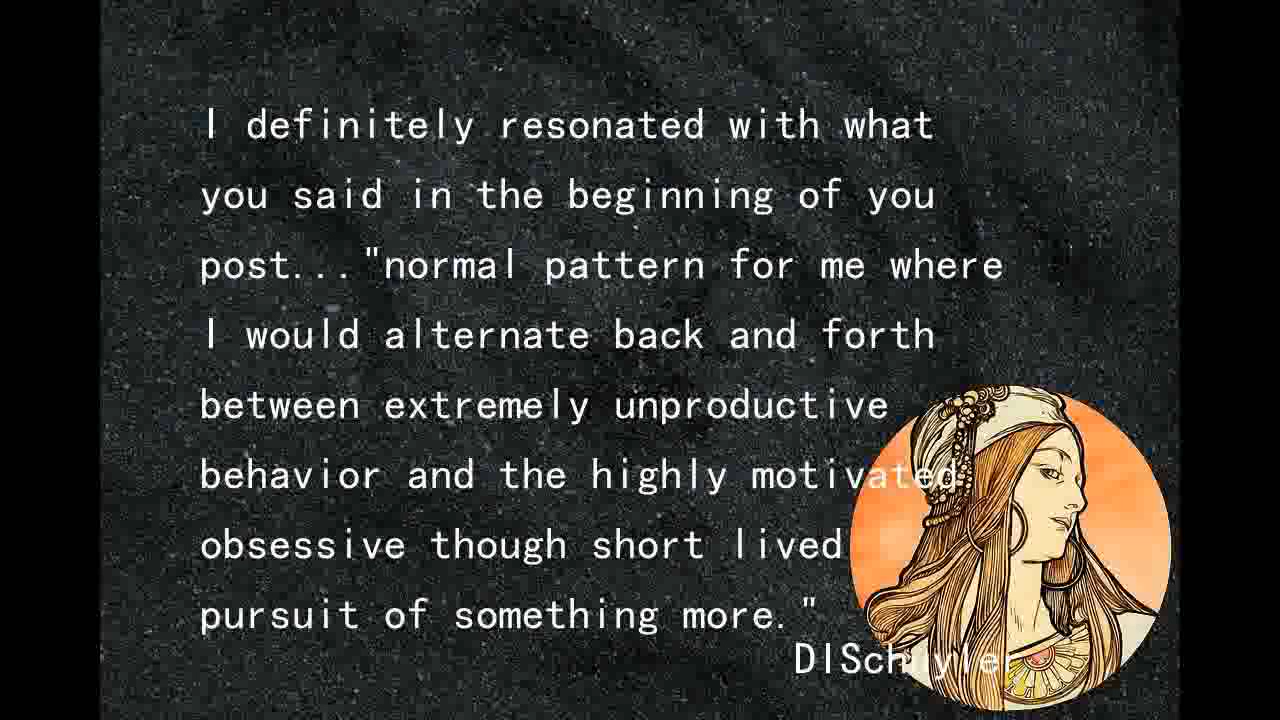 I definitely resonated with what
you said in the beginning of you
post..."normal pattern for me where
I would alternate back and forth
between extremely unproductive
behavior and the highly motivated
obsessive though short lived
pursuit of something more."
DISchuyler